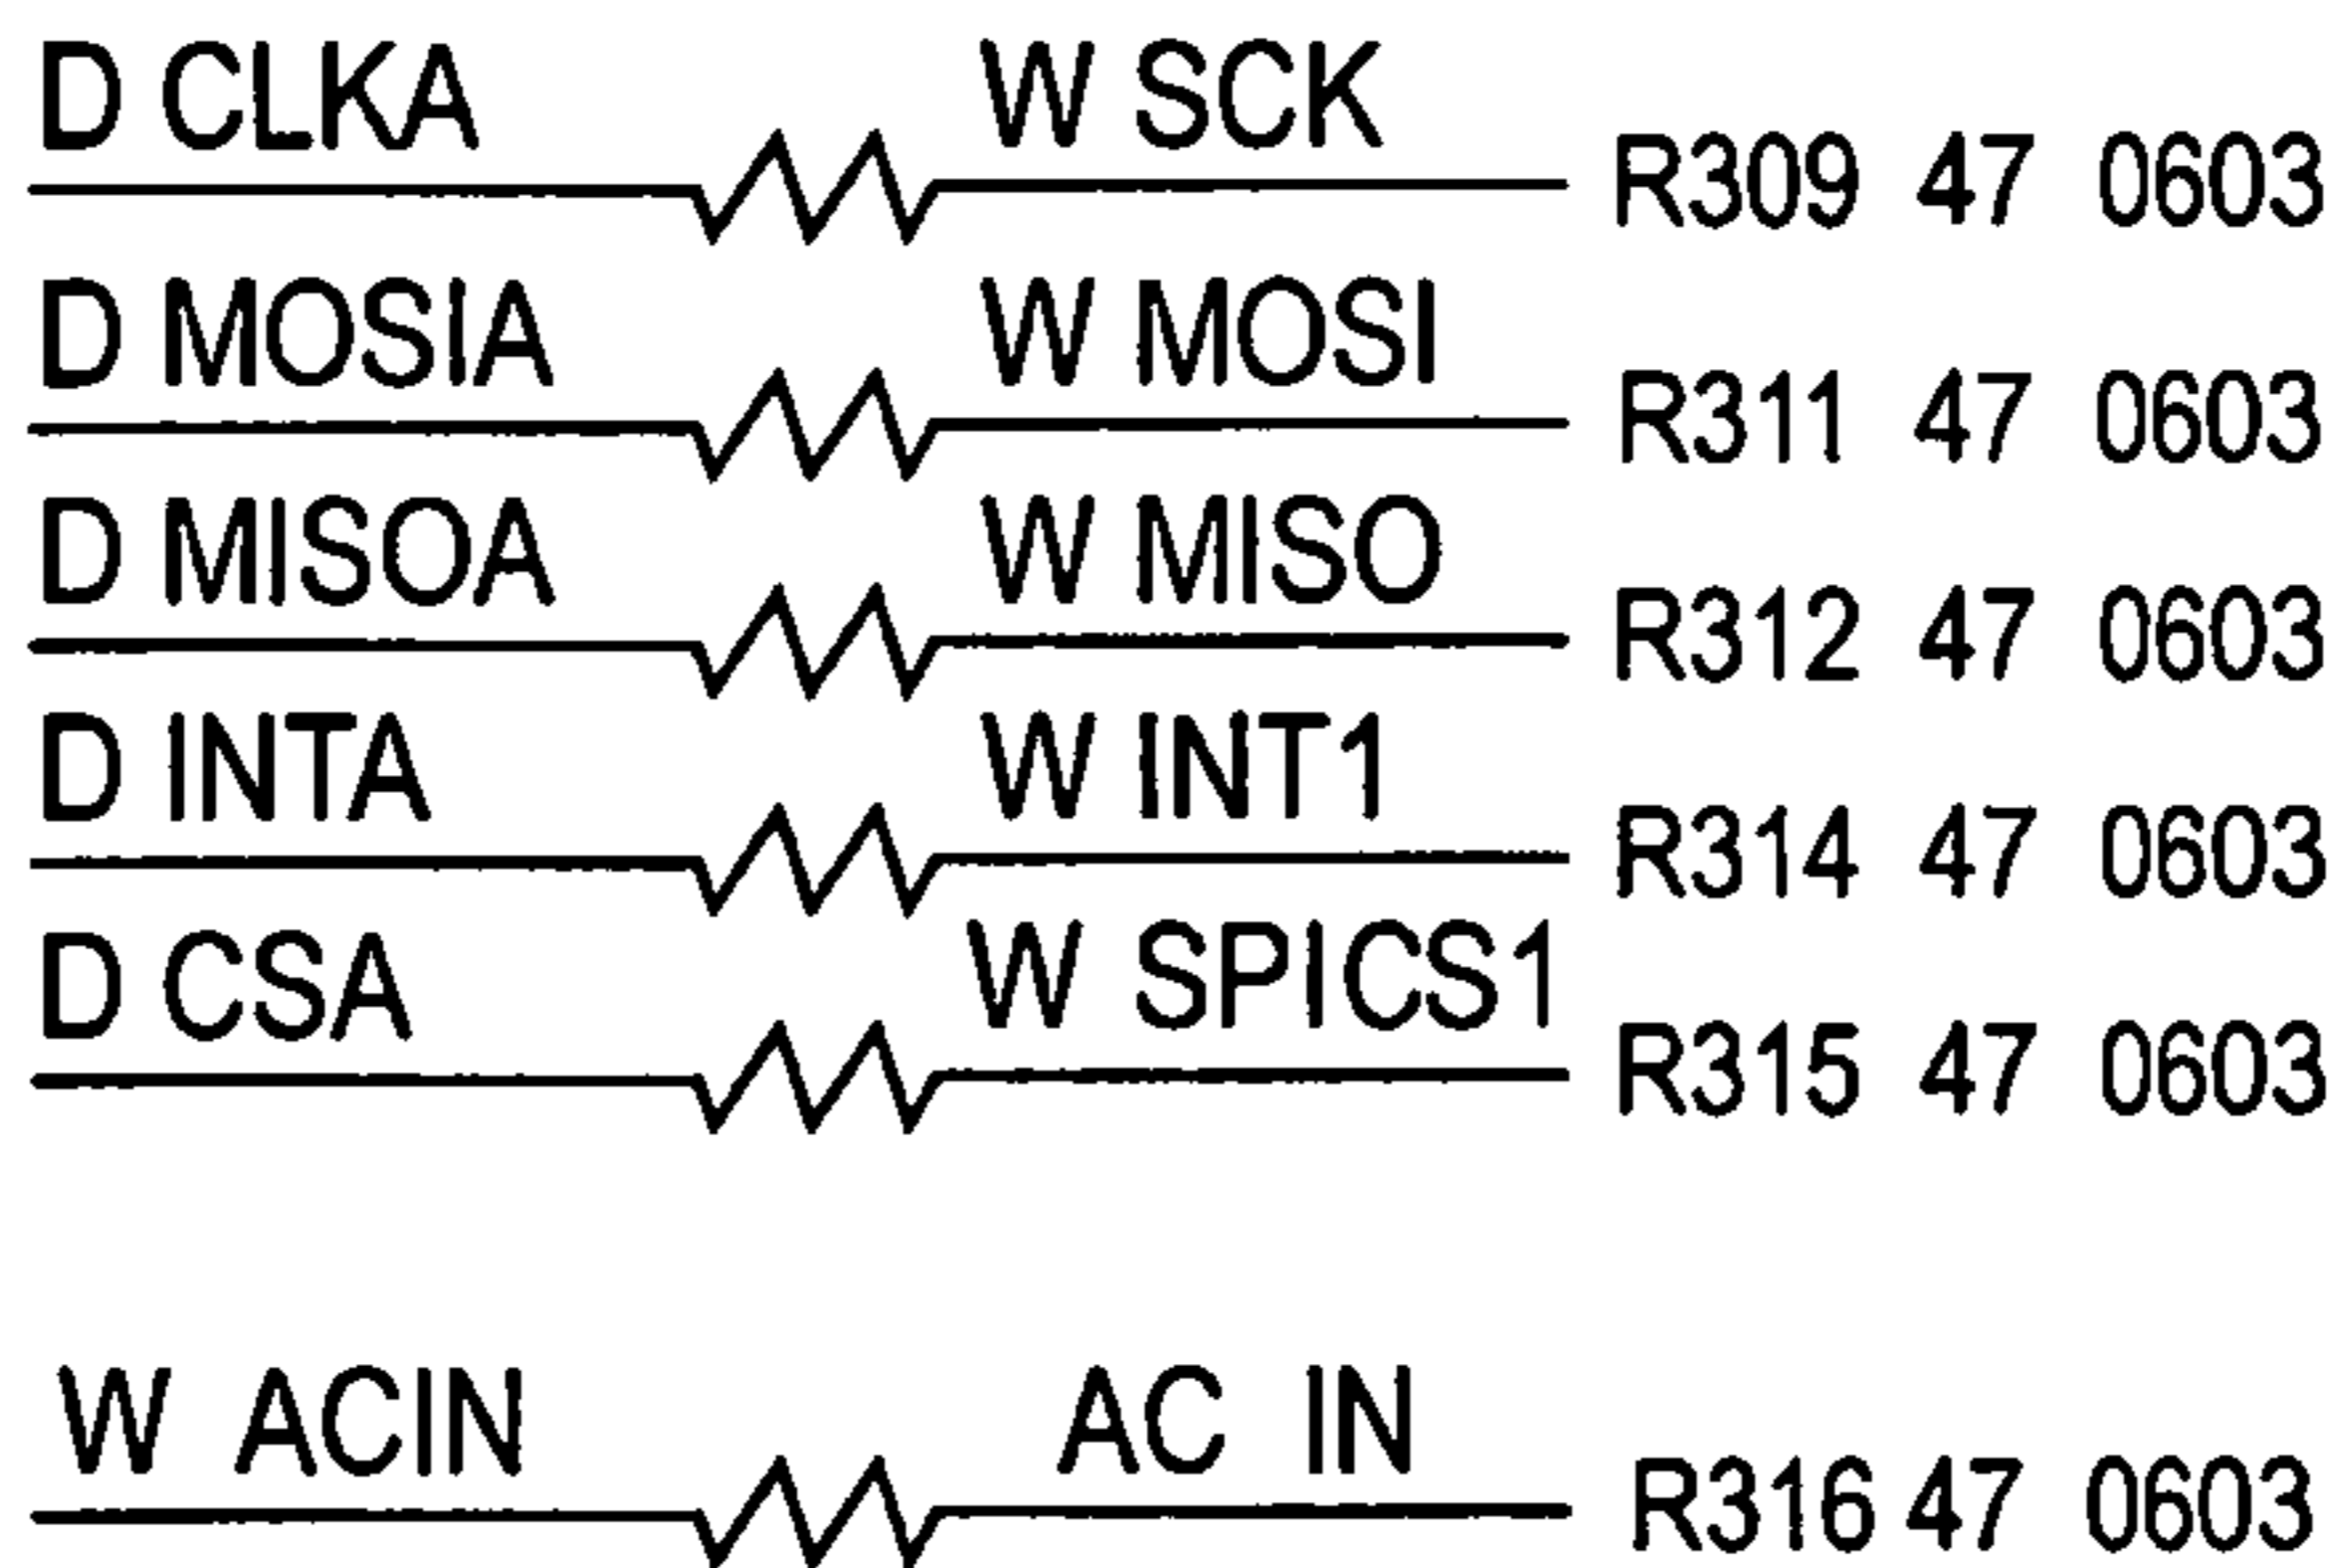 D CLKA W SCK R309 47 0603
D MOSIA W MOSI R311 47 0603
D MISOA W MISO R312 47 0603
D INTA W INT1 R314 47 0603
D CSA W SPICS1 R315 47 0603
W ACIN AC IN R316 47 0603